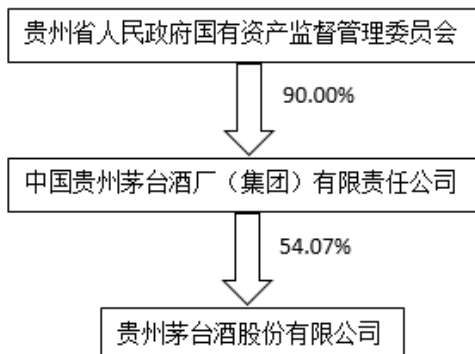 贵州省人民政府国有资产监督管理委员会
90.00%
中国贵州茅台酒厂（集团）有限责任公司
54.07%
贵州茅台酒股份有限公司